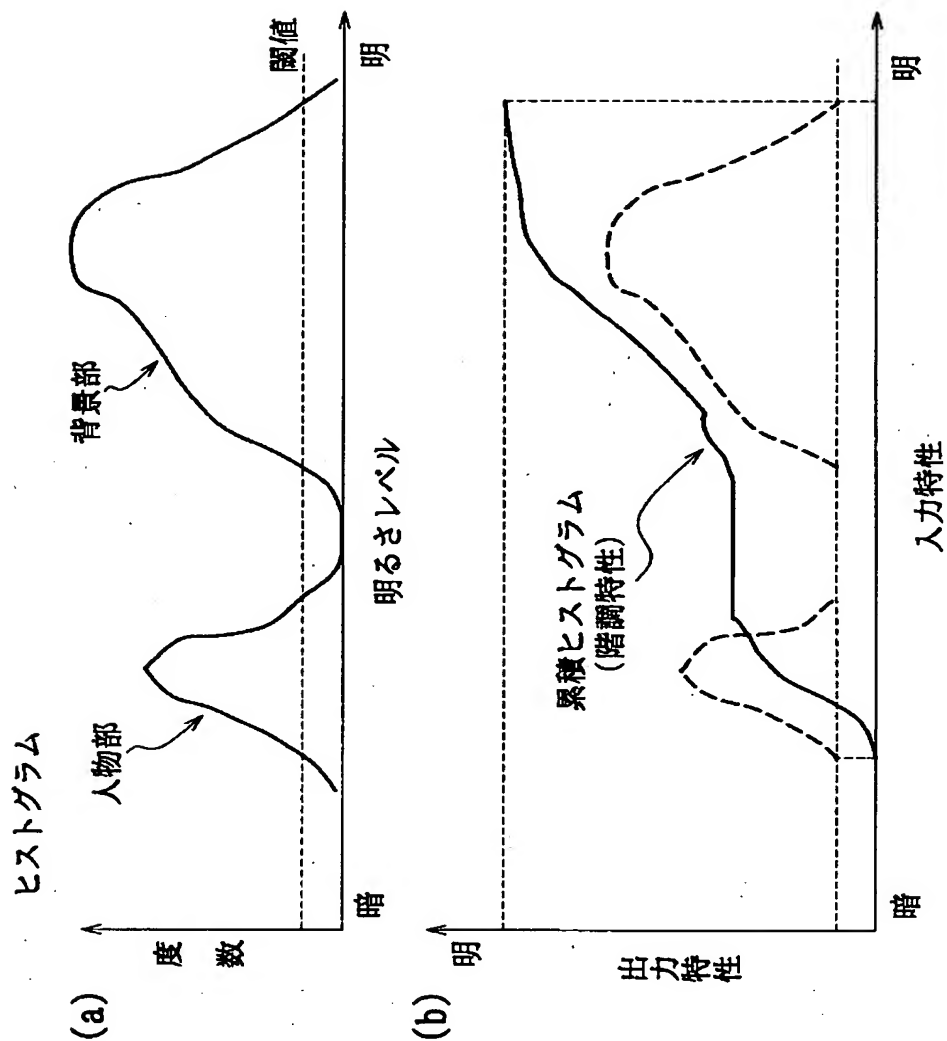 ヒストグラム
(a)
度数
人物部
背景部
閾値
暗
明るさレベル
明
(b)
明
出力特性
累積ヒストグラム
(階調特性)
暗
入力特性
明